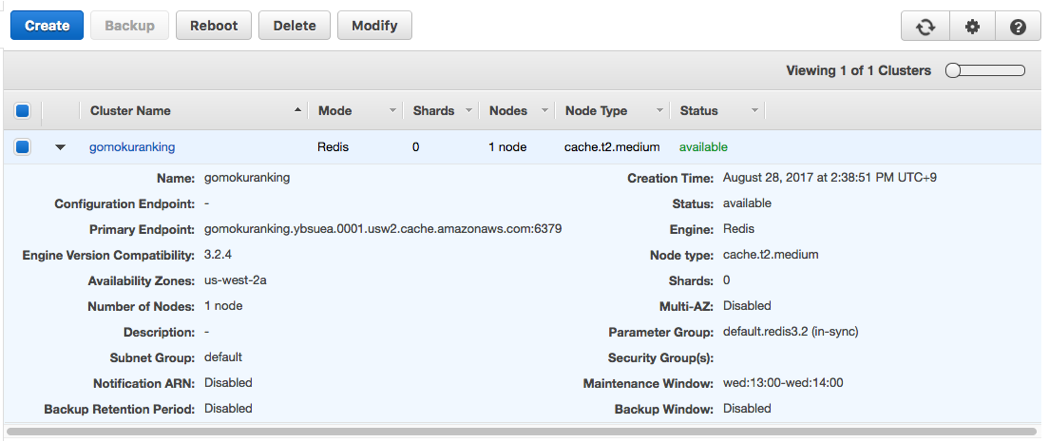 Create Backup Reboot Delete Modify
Viewing 1 of 1 Clusters
Cluster Name Mode Shards Nodes Node Type Status
gomokuranking Redis 0 1 node cache.t2.medium available
Name: gomokuranking Creation Time: August 28, 2017 at 2:38:51 PM UTC+9
Configuration Endpoint: - Status: available
Primary Endpoint: gomokuranking.ybsuea.0001.usw2.cache.amazonaws.com:6379 Engine: Redis
Engine Version Compatibility: 3.2.4 Node type: cache.t2.medium
Availability Zones: us-west-2a Shards: 0
Number of Nodes: 1 node Multi-AZ: Disabled
Description: - Parameter Group: default.redis3.2 (in-sync)
Subnet Group: default Security Group(s):
Notification ARN: Disabled Maintenance Window: wed:13:00-wed:14:00
Backup Retention Period: Disabled Backup Window: Disabled